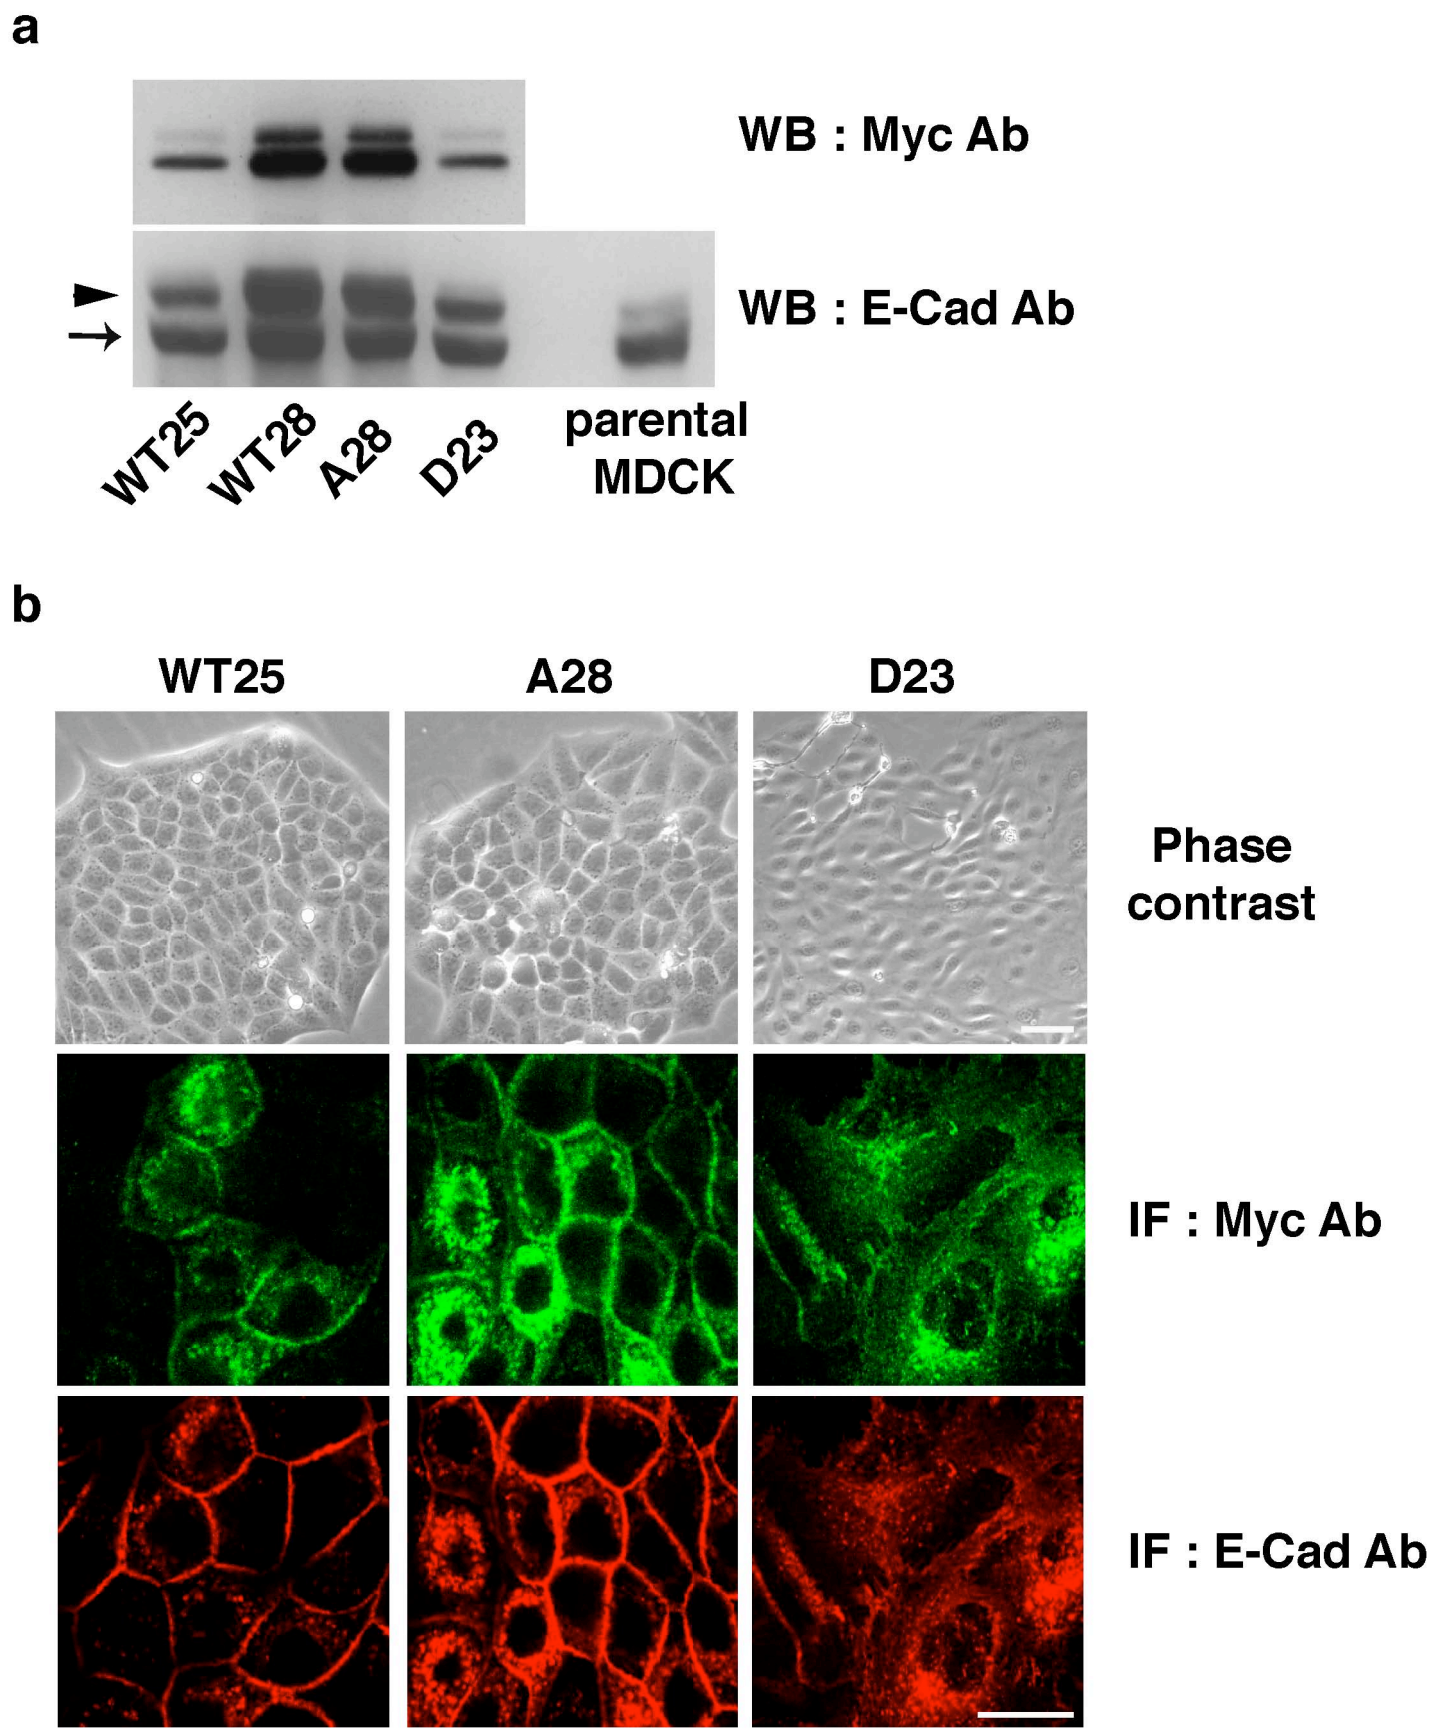 a
WB : Myc Ab
WB : E-Cad Ab
WT25
WT28
A28
D23
parental
MDCK
b
WT25
A28
D23
Phase
contrast
IF : Myc Ab
IF : E-Cad Ab